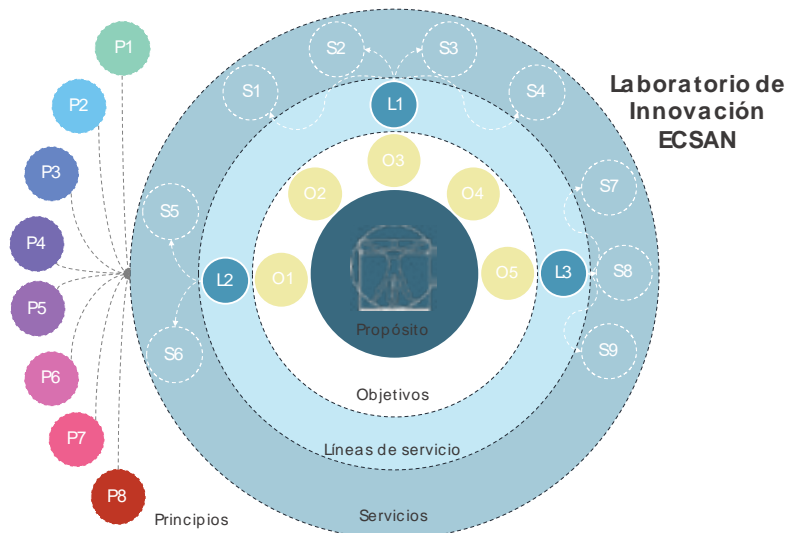 P1
P2
P3
P4
P5
P6
P7
P8
Principios
S1
S2
S3
S4
S5
S6
S7
S8
S9
L1
L2
L3
O1
O2
O3
O4
O5
Propósito
Objetivos
Líneas de servicio
Servicios
Laboratorio de
Innovación
ECSAN